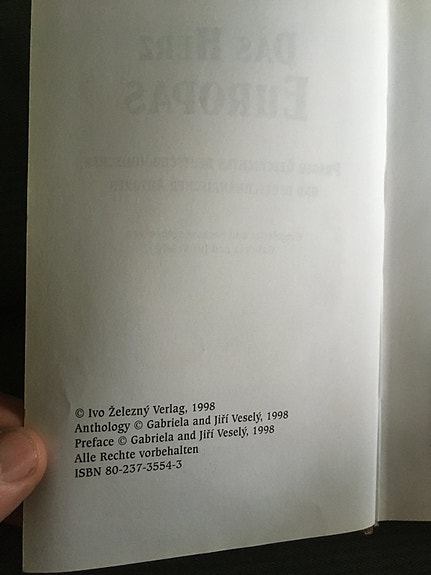 DAS HERZ
EUROPAS
© Ivo Železný Verlag, 1998
Anthology © Gabriela and Jiří Veselý, 1998
Preface © Gabriela and Jiří Veselý, 1998
Alle Rechte vorbehalten
ISBN 80-237-3554-3